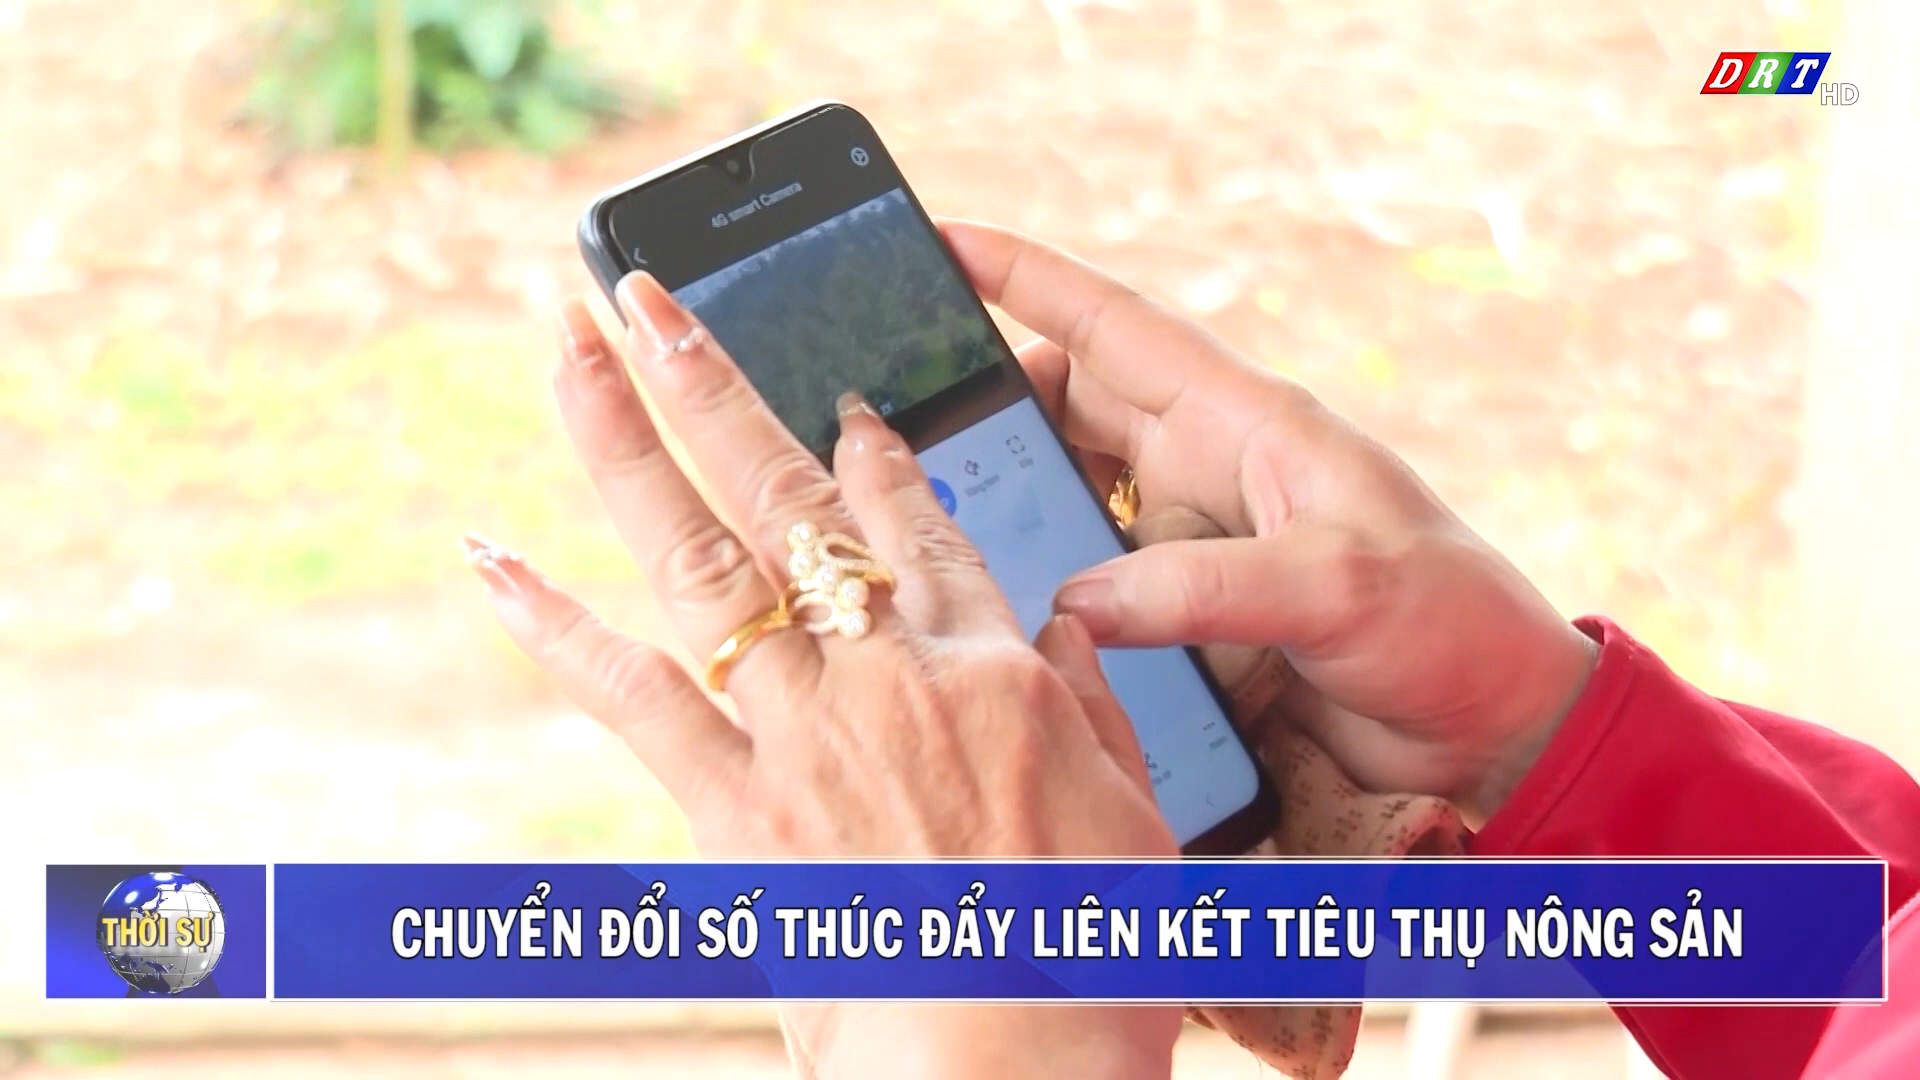 DRT HD
4G smart Camera
THỜI SỰ
CHUYỂN ĐỔI SỐ THÚC ĐẨY LIÊN KẾT TIÊU THỤ NÔNG SẢN